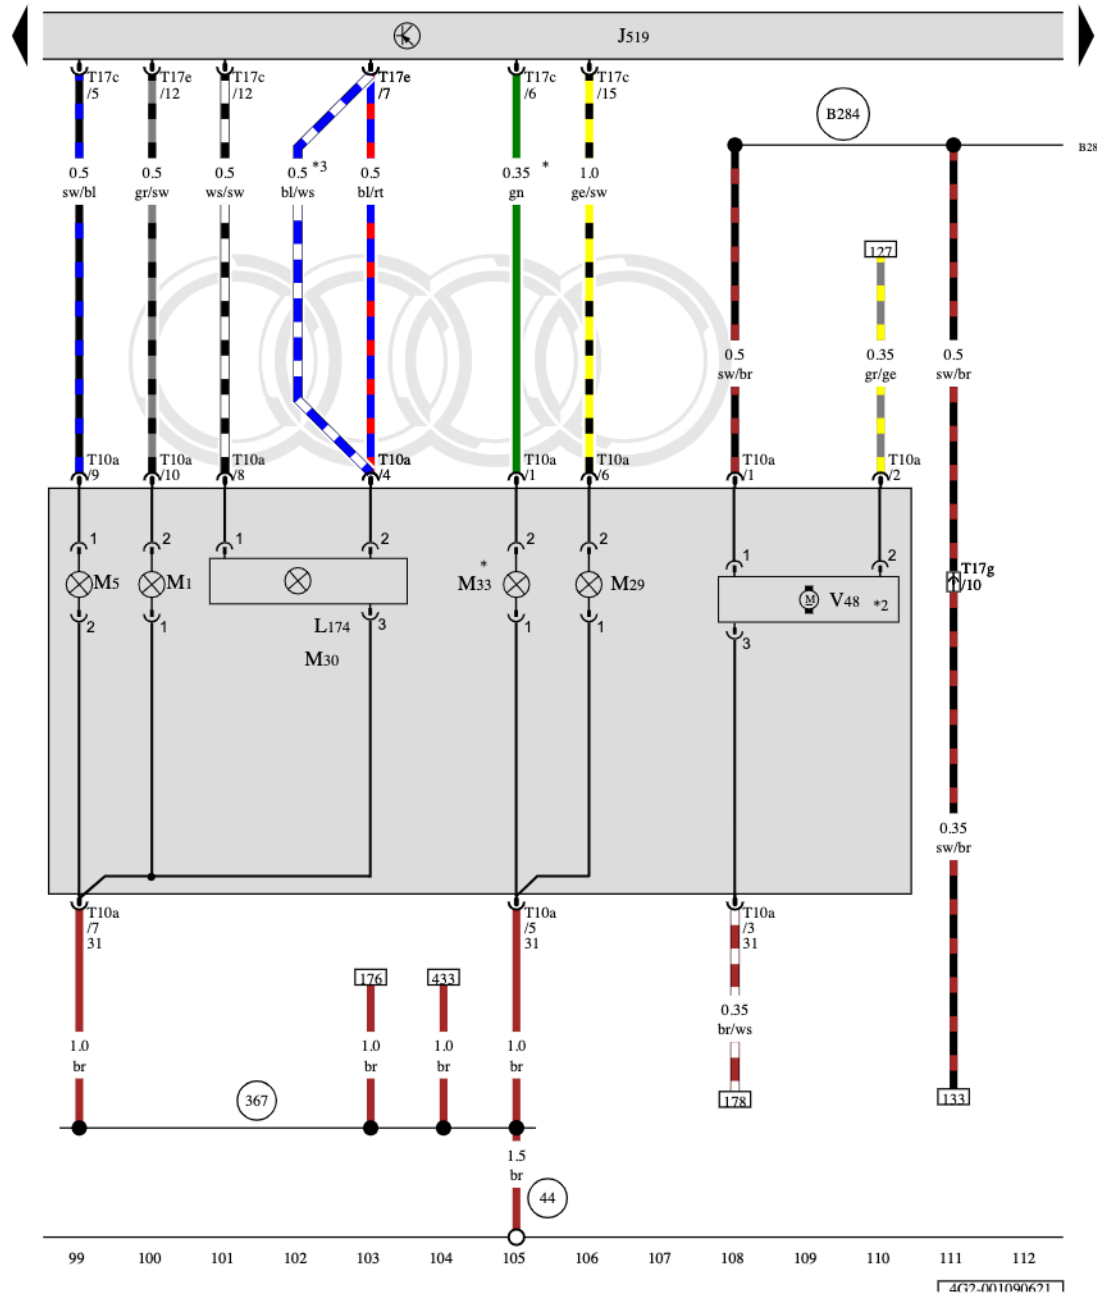 J519
T17c
/5
T17e
/12
T17c
/12
T17e
/7
T17c
/6
T17c
/15
B284
B28
0.5
sw/bl
0.5
gr/sw
0.5
ws/sw
0.5 *3
bl/ws
0.5
bl/rt
0.35 *
gn
1.0
ge/sw
127
0.5
sw/br
0.35
gr/ge
0.5
sw/br
T10a
/9
T10a
/10
T10a
/8
T10a
/4
T10a
/1
T10a
/6
T10a
/1
T10a
/2
1
2
1
2
2
2
1
2
M5
M1
*
M33
M29
M
V48 *2
T17g
/10
2
1
3
1
1
3
L174
M30
0.35
sw/br
T10a
/7
31
T10a
/5
31
T10a
/3
31
176
433
0.35
br/ws
1.0
br
1.0
br
1.0
br
1.0
br
367
178
133
1.5
br
44
99 100 101 102 103 104 105 106 107 108 109 110 111 112
4G2-001090621